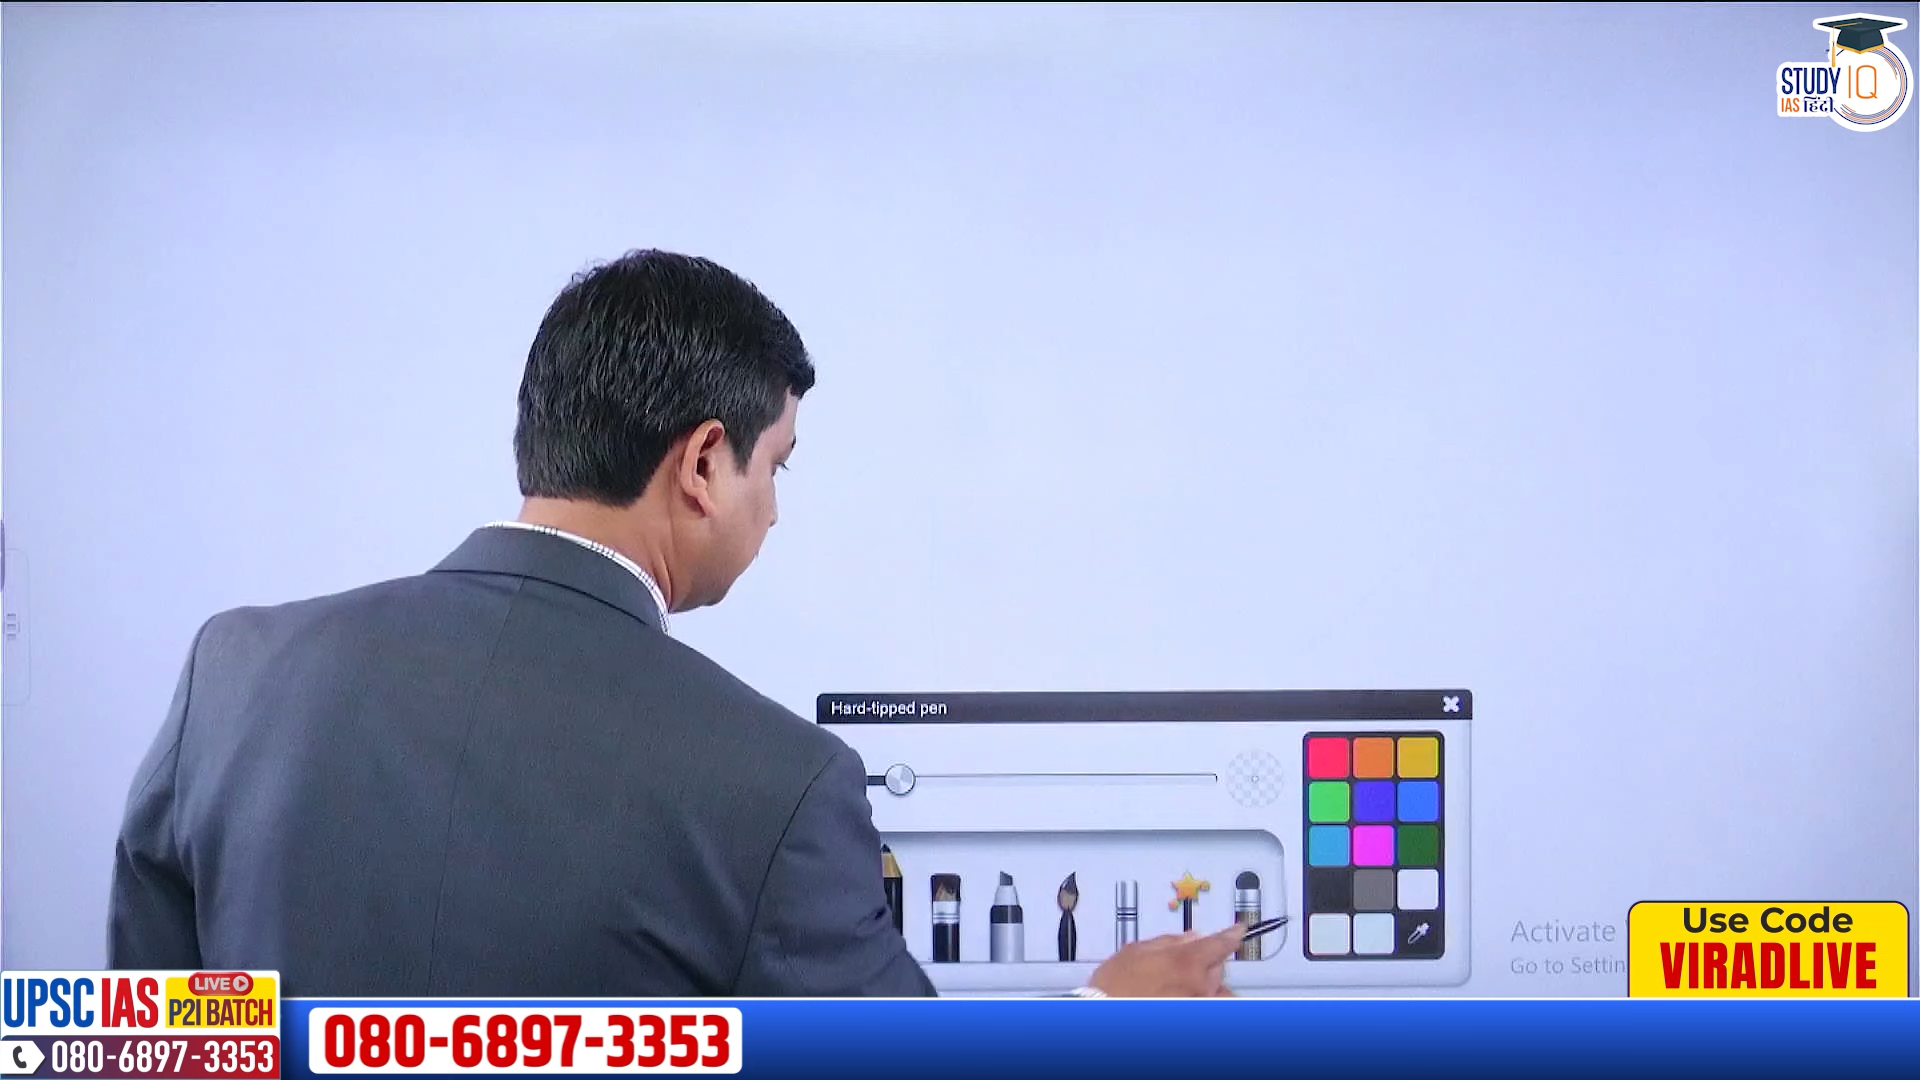 STUDY IQ
IAS हिंदी
Hard-tipped pen
Activate
Go to Settin
Use Code
VIRADLIVE
UPSC IAS LIVE
P2I BATCH
080-6897-3353
080-6897-3353